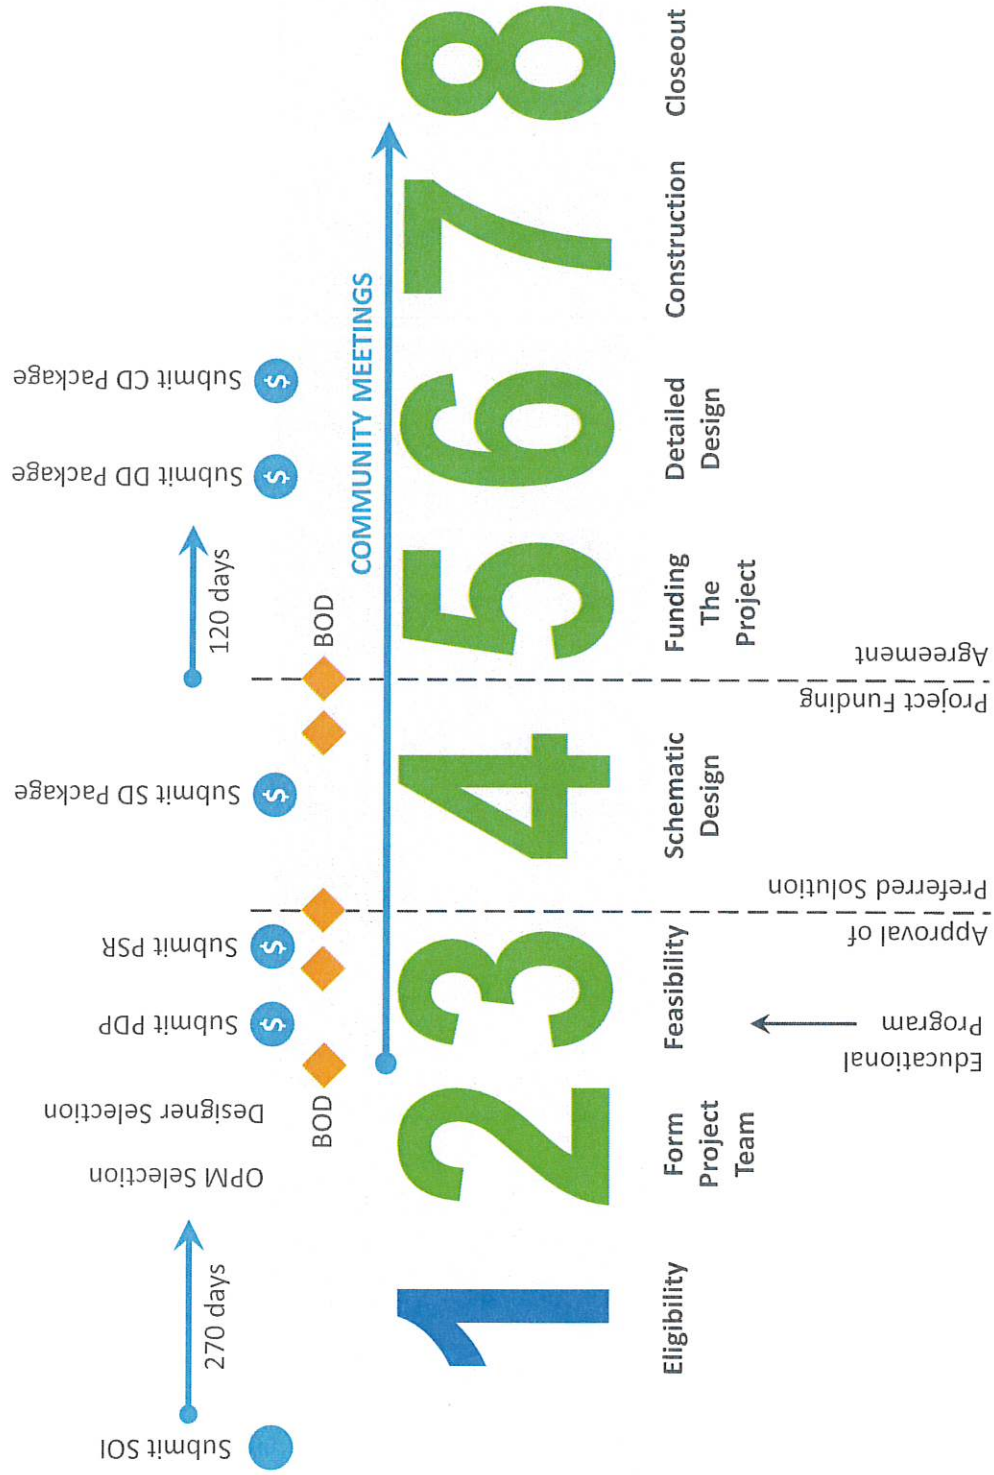 Submit SOI
270 days
OPM Selection
Designer Selection
BOD
Submit PDP
$
Submit PSR
$
Submit SD Package
$
BOD
120 days
Submit DD Package
$
Submit CD Package
$
COMMUNITY MEETINGS
1
2
3
4
5
6
7
8
Eligibility
Form
Project
Team
Feasibility
Schematic
Design
Funding
The
Project
Detailed
Design
Construction
Closeout
Educational
Program
Approval of
Preferred Solution
Project Funding
Agreement